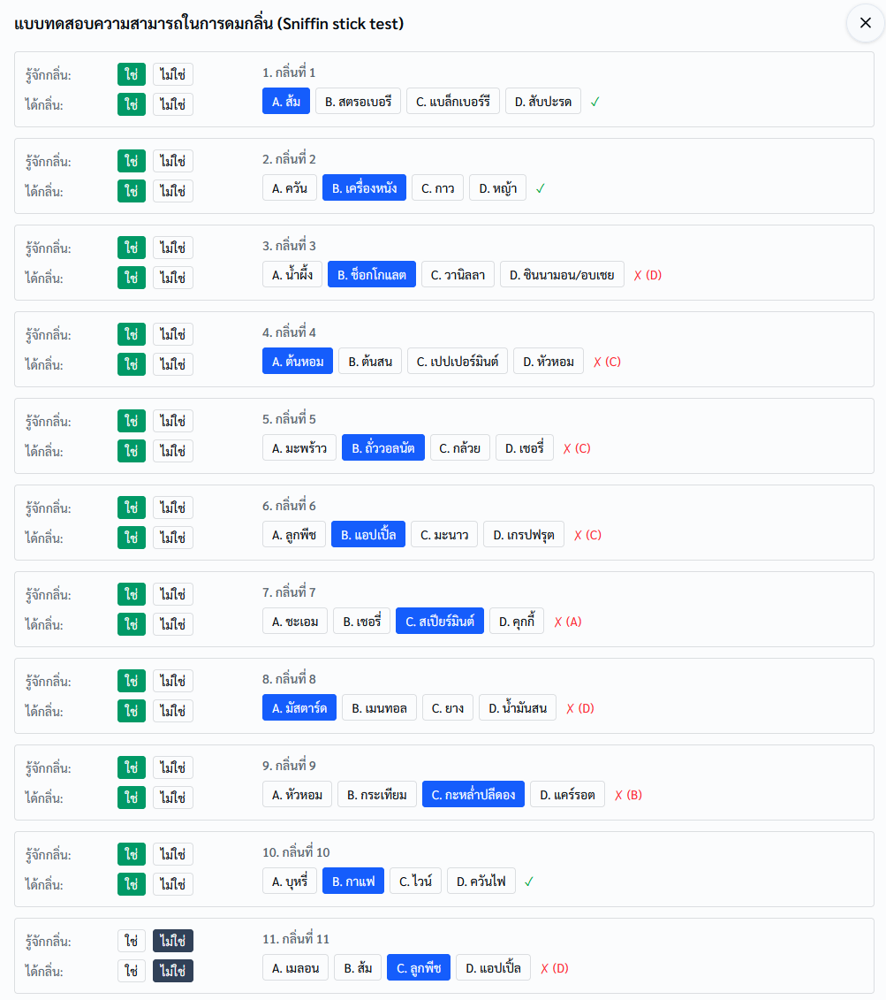 แบบทดสอบความสามารถในการดมกลิ่น (Sniffin stick test)
รู้จักกลิ่น: ใช่ ไม่ใช่ 1. กลิ่นที่ 1
ได้กลิ่น: ใช่ ไม่ใช่ A. ส้ม B. สตรอเบอรี C. แบล็กเบอร์รี D. สับปะรด ✓
รู้จักกลิ่น: ใช่ ไม่ใช่ 2. กลิ่นที่ 2
ได้กลิ่น: ใช่ ไม่ใช่ A. ควัน B. เครื่องหนัง C. กาว D. หญ้า ✓
รู้จักกลิ่น: ใช่ ไม่ใช่ 3. กลิ่นที่ 3
ได้กลิ่น: ใช่ ไม่ใช่ A. น้ำผึ้ง B. ช็อกโกแลต C. วานิลลา D. ซินนามอน/อบเชย ✗ (D)
รู้จักกลิ่น: ใช่ ไม่ใช่ 4. กลิ่นที่ 4
ได้กลิ่น: ใช่ ไม่ใช่ A. ต้นหอม B. ต้นสน C. เปปเปอร์มินต์ D. หัวหอม ✗ (C)
รู้จักกลิ่น: ใช่ ไม่ใช่ 5. กลิ่นที่ 5
ได้กลิ่น: ใช่ ไม่ใช่ A. มะพร้าว B. ถั่ววอลนัต C. กล้วย D. เชอรี่ ✗ (C)
รู้จักกลิ่น: ใช่ ไม่ใช่ 6. กลิ่นที่ 6
ได้กลิ่น: ใช่ ไม่ใช่ A. ลูกพีช B. แอปเปิ้ล C. มะนาว D. เกรปฟรุต ✗ (C)
รู้จักกลิ่น: ใช่ ไม่ใช่ 7. กลิ่นที่ 7
ได้กลิ่น: ใช่ ไม่ใช่ A. ชะเอม B. เชอรี่ C. สเปียร์มินต์ D. คุกกี้ ✗ (A)
รู้จักกลิ่น: ใช่ ไม่ใช่ 8. กลิ่นที่ 8
ได้กลิ่น: ใช่ ไม่ใช่ A. มัสตาร์ด B. เมนทอล C. ยาง D. น้ำมันสน ✗ (D)
รู้จักกลิ่น: ใช่ ไม่ใช่ 9. กลิ่นที่ 9
ได้กลิ่น: ใช่ ไม่ใช่ A. หัวหอม B. กระเทียม C. กะหล่ำปลีดอง D. แคร์รอต ✗ (B)
รู้จักกลิ่น: ใช่ ไม่ใช่ 10. กลิ่นที่ 10
ได้กลิ่น: ใช่ ไม่ใช่ A. บุหรี่ B. กาแฟ C. ไวน์ D. ควันไฟ ✓
รู้จักกลิ่น: ใช่ ไม่ใช่ 11. กลิ่นที่ 11
ได้กลิ่น: ใช่ ไม่ใช่ A. เมลอน B. ส้ม C. ลูกพีช D. แอปเปิ้ล ✗ (D)